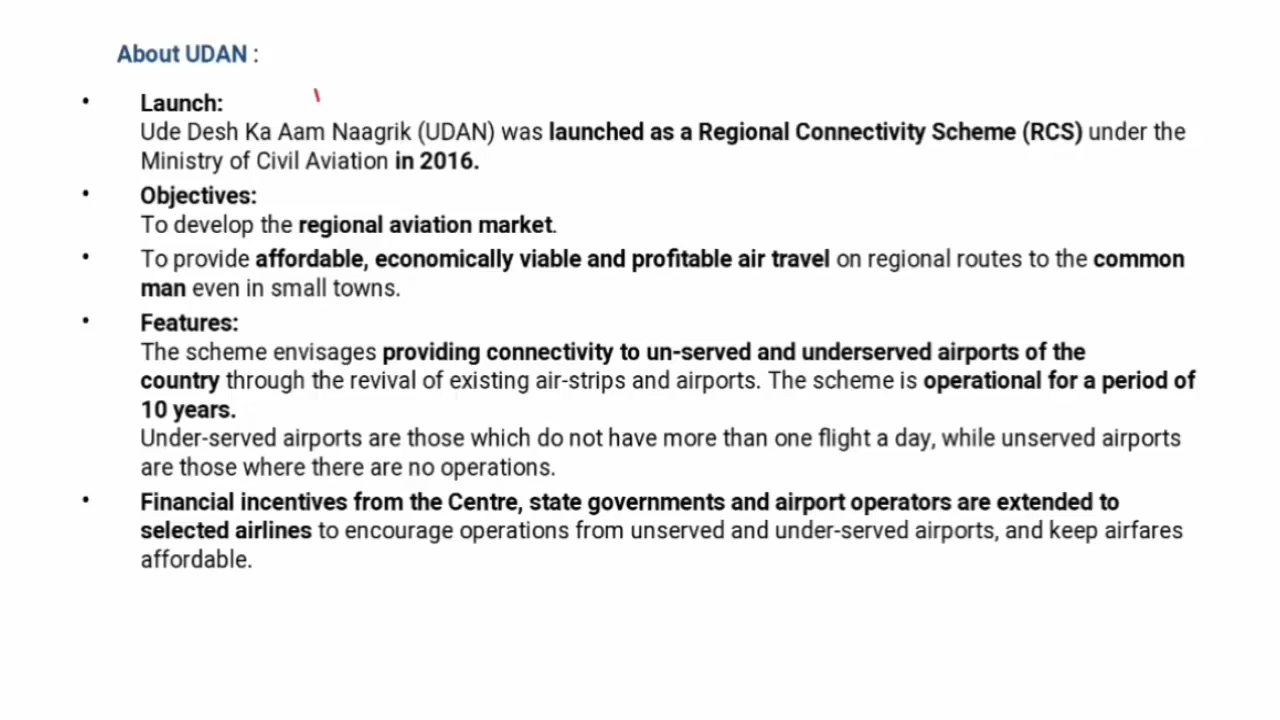 About UDAN :
• Launch:
Ude Desh Ka Aam Naagrik (UDAN) was launched as a Regional Connectivity Scheme (RCS) under the
Ministry of Civil Aviation in 2016.
• Objectives:
To develop the regional aviation market.
• To provide affordable, economically viable and profitable air travel on regional routes to the common
man even in small towns.
• Features:
The scheme envisages providing connectivity to un-served and underserved airports of the
country through the revival of existing air-strips and airports. The scheme is operational for a period of
10 years.
Under-served airports are those which do not have more than one flight a day, while unserved airports
are those where there are no operations.
• Financial incentives from the Centre, state governments and airport operators are extended to
selected airlines to encourage operations from unserved and under-served airports, and keep airfares
affordable.